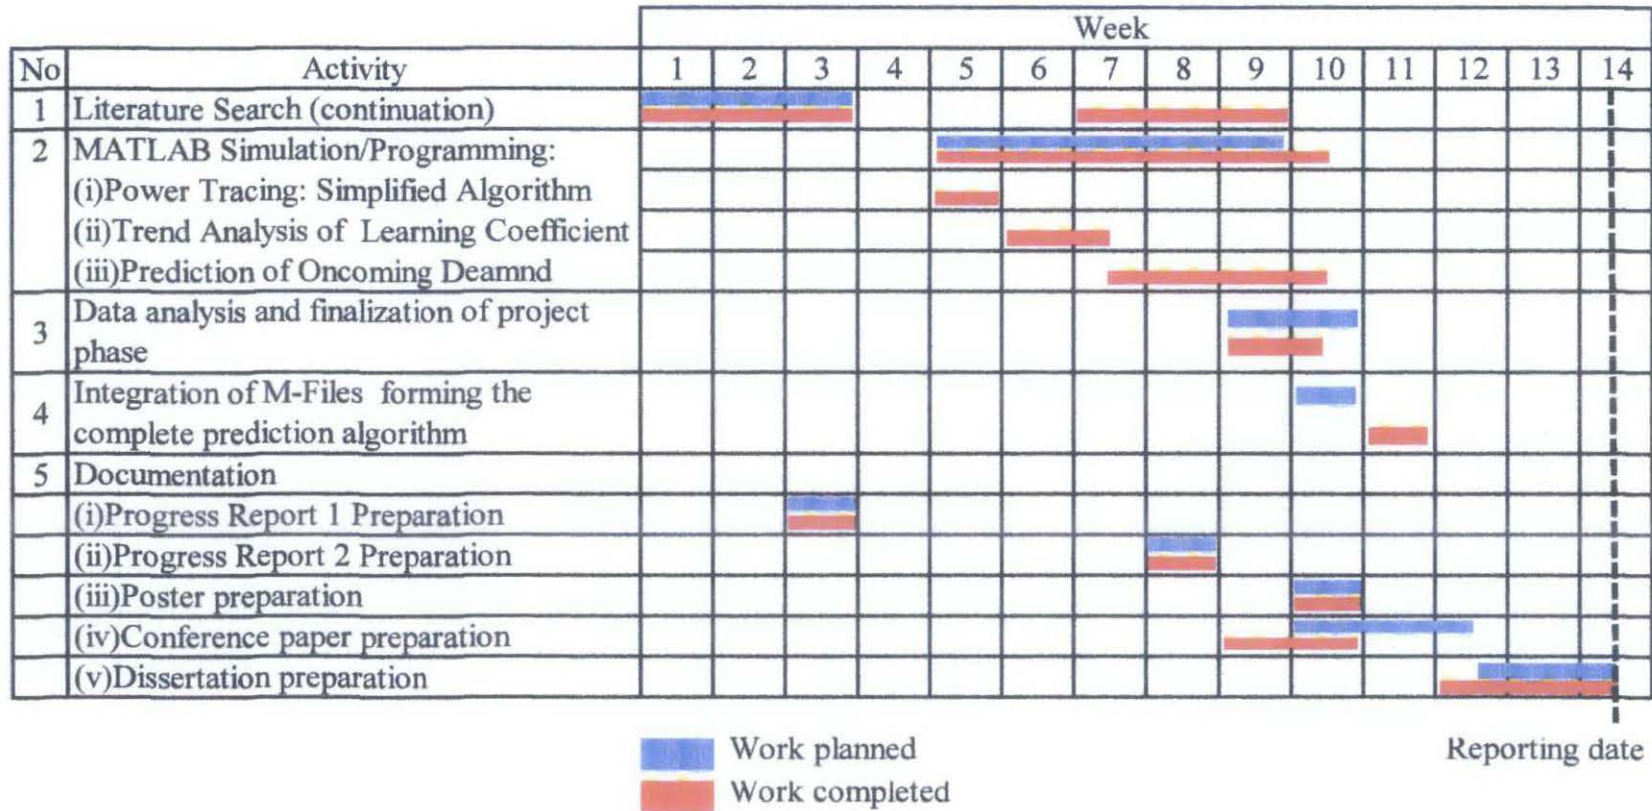 Week
No Activity 1 2 3 4 5 6 7 8 9 10 11 12 13 14
1 Literature Search (continuation)
2 MATLAB Simulation/Programming:
(i)Power Tracing: Simplified Algorithm
(ii)Trend Analysis of Learning Coefficient
(iii)Prediction of Oncoming Deamnd
3 Data analysis and finalization of project
phase
4 Integration of M-Files forming the
complete prediction algorithm
5 Documentation
(i)Progress Report 1 Preparation
(ii)Progress Report 2 Preparation
(iii)Poster preparation
(iv)Conference paper preparation
(v)Dissertation preparation
Work planned
Work completed
Reporting date